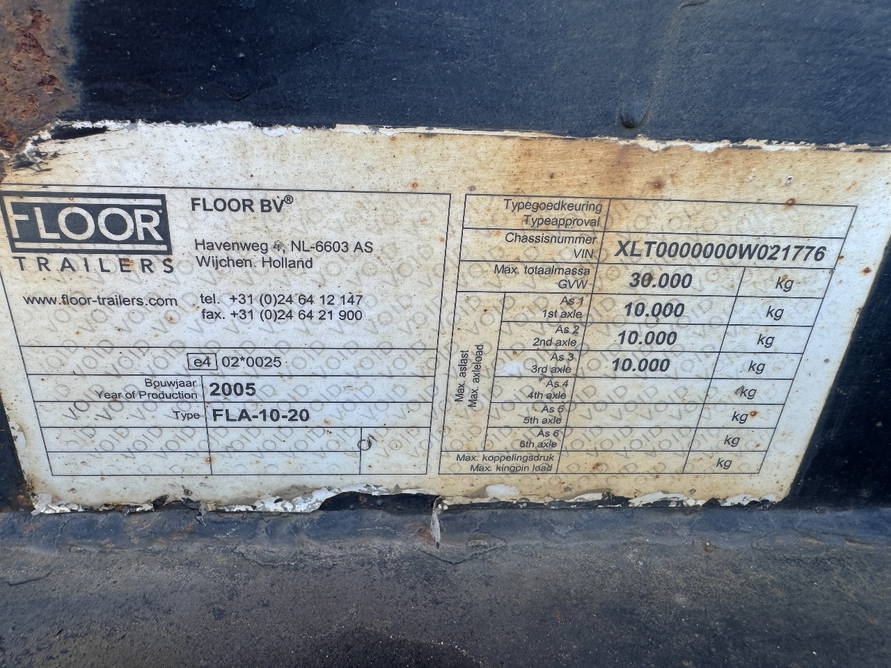 FLOOR®
TRAILERS
FLOOR BV®
Havenweg 4, NL-6603 AS
Wijchen. Holland
www.floor-trailers.com
tel. +31 (0)24 64 12 147
fax. +31 (0)24 64 21 900
e4 02*0025
Bouwjaar
Year of Production 2005
Type FLA-10-20
Typegoedkeuring
Typeapproval
Chassisnummer
VIN XLT0000000W021776
Max. totaalmassa
GVW 30.000 kg
Max. aslast
Max. axleload
As 1
1st axle 10.000 kg
As 2
2nd axle 10.000 kg
As 3
3rd axle 10.000 kg
As 4
4th axle kg
As 5
5th axle kg
As 6
6th axle kg
Max. koppelingsdruk
Max. kingpin load kg
VOID